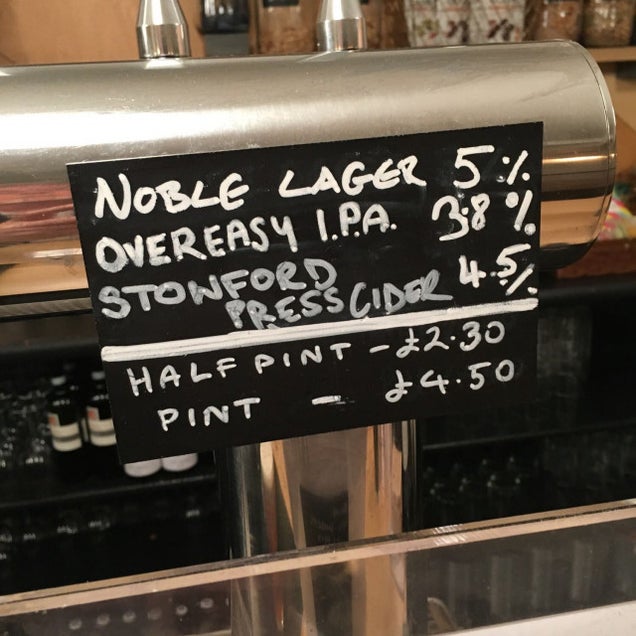 NOBLE LAGER 5%
OVEREASY I.P.A. 3.8%
STOWFORD
PRESS CIDER 4.5%
HALF PINT - £2.30
PINT - £4.50